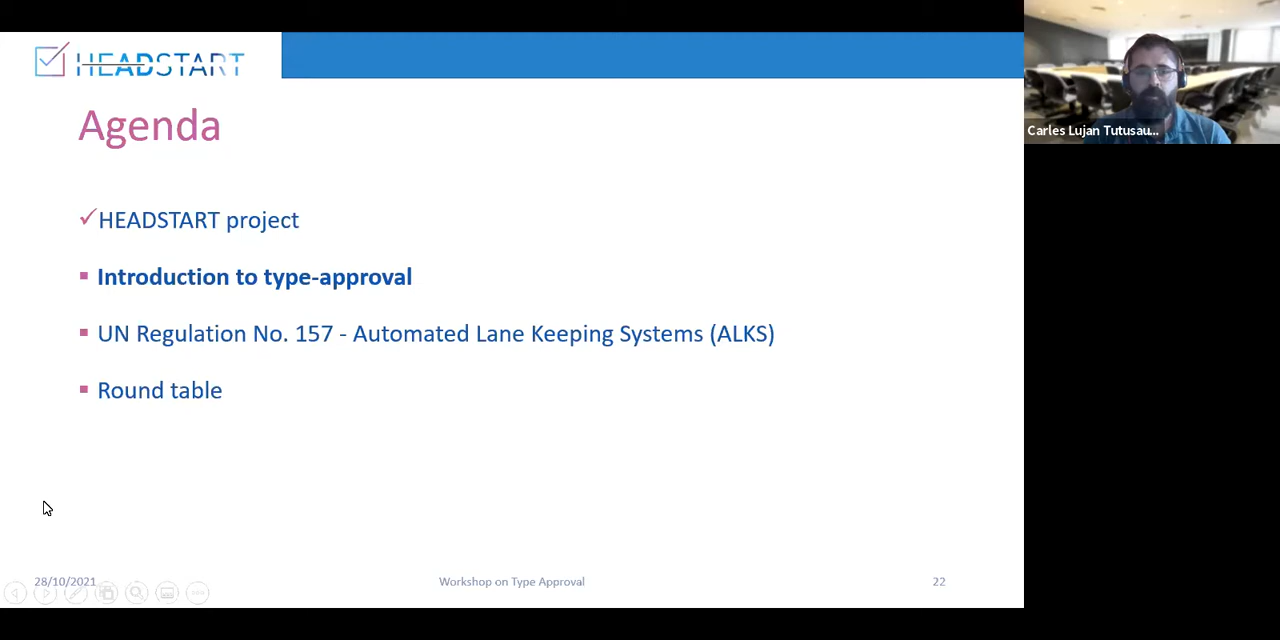 HEADSTART
Carles Lujan Tutusau...
Agenda
HEADSTART project
Introduction to type-approval
UN Regulation No. 157 - Automated Lane Keeping Systems (ALKS)
Round table
28/10/2021
Workshop on Type Approval
22